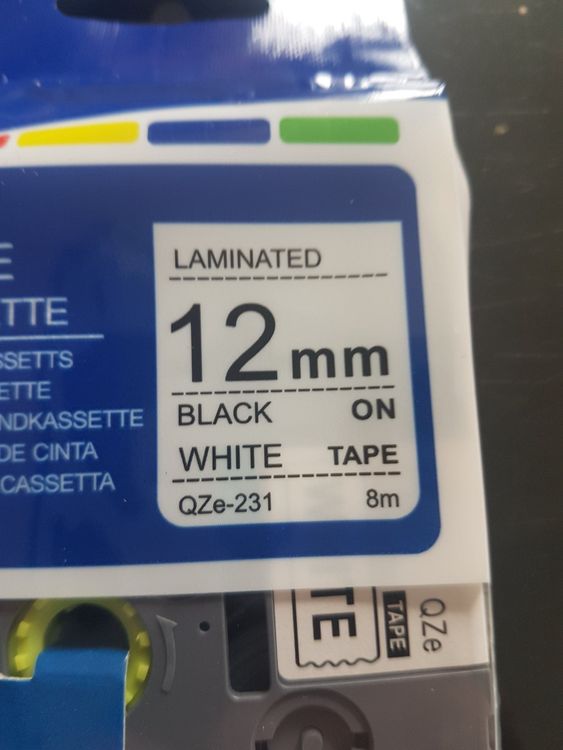 E
TTE
SSETTS
ETTE
NDKASSETTE
DE CINTA
CASSETTA
LAMINATED
12mm
BLACK ON
WHITE TAPE
QZe-231 8m
TE
TAPE
QZe